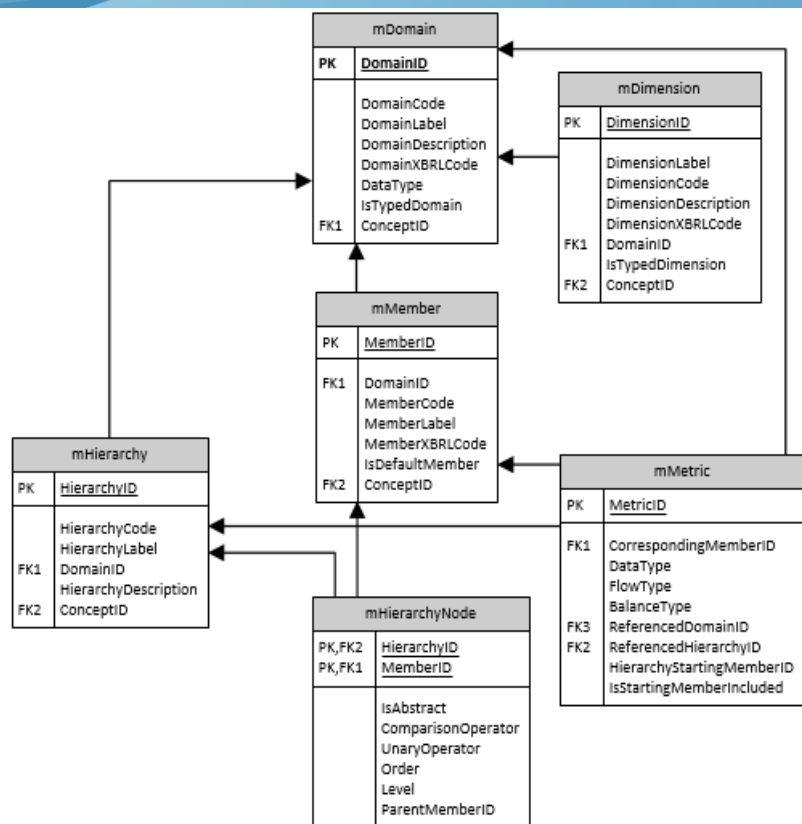 mDomain
PK DomainID
DomainCode
DomainLabel
DomainDescription
DomainXBRLCode
DataType
IsTypedDomain
FK1 ConceptID
mDimension
PK DimensionID
DimensionLabel
DimensionCode
DimensionDescription
DimensionXBRLCode
FK1 DomainID
IsTypedDimension
FK2 ConceptID
mMember
PK MemberID
FK1 DomainID
MemberCode
MemberLabel
MemberXBRLCode
IsDefaultMember
FK2 ConceptID
mHierarchy
PK HierarchyID
HierarchyCode
HierarchyLabel
FK1 DomainID
HierarchyDescription
FK2 ConceptID
mMetric
PK MetricID
FK1 CorrespondingMemberID
DataType
FlowType
BalanceType
FK3 ReferencedDomainID
FK2 ReferencedHierarchyID
HierarchyStartingMemberID
IsStartingMemberIncluded
mHierarchyNode
PK,FK2 HierarchyID
PK,FK1 MemberID
IsAbstract
ComparisonOperator
UnaryOperator
Order
Level
ParentMemberID